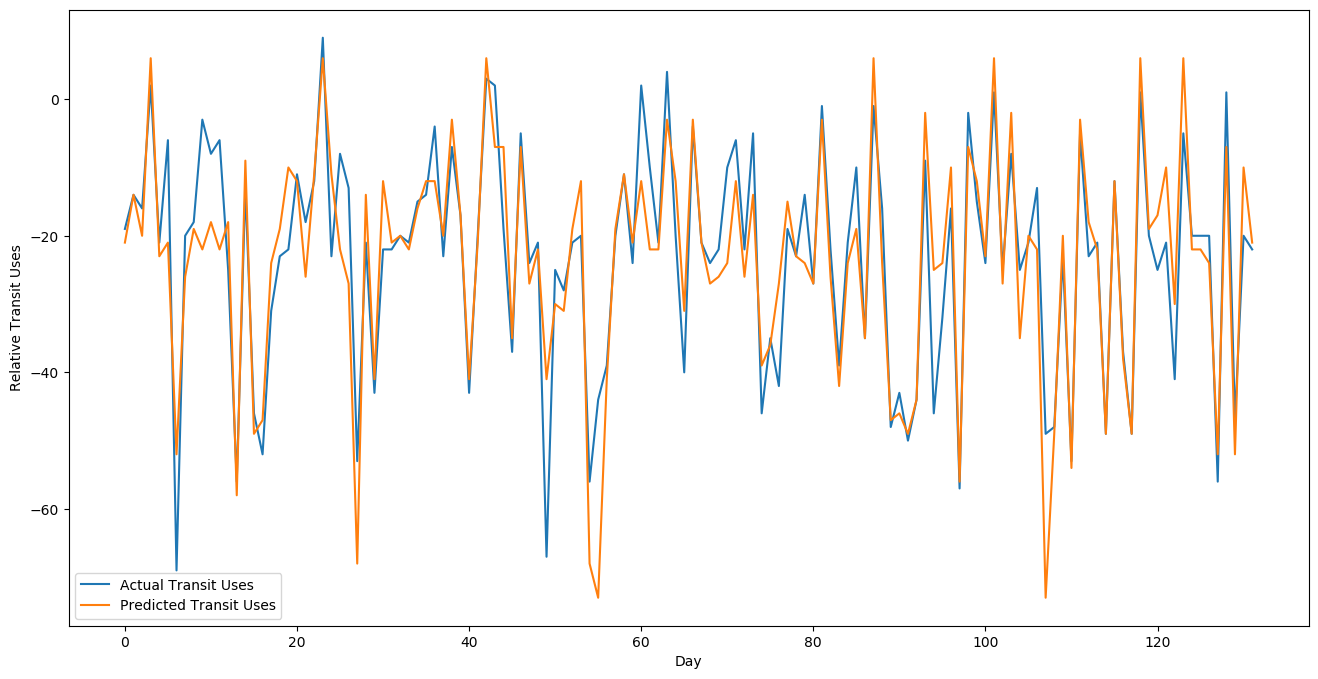 0
−20
−40
−60
Relative Transit Uses
Actual Transit Uses
Predicted Transit Uses
0 20 40 60 80 100 120
Day